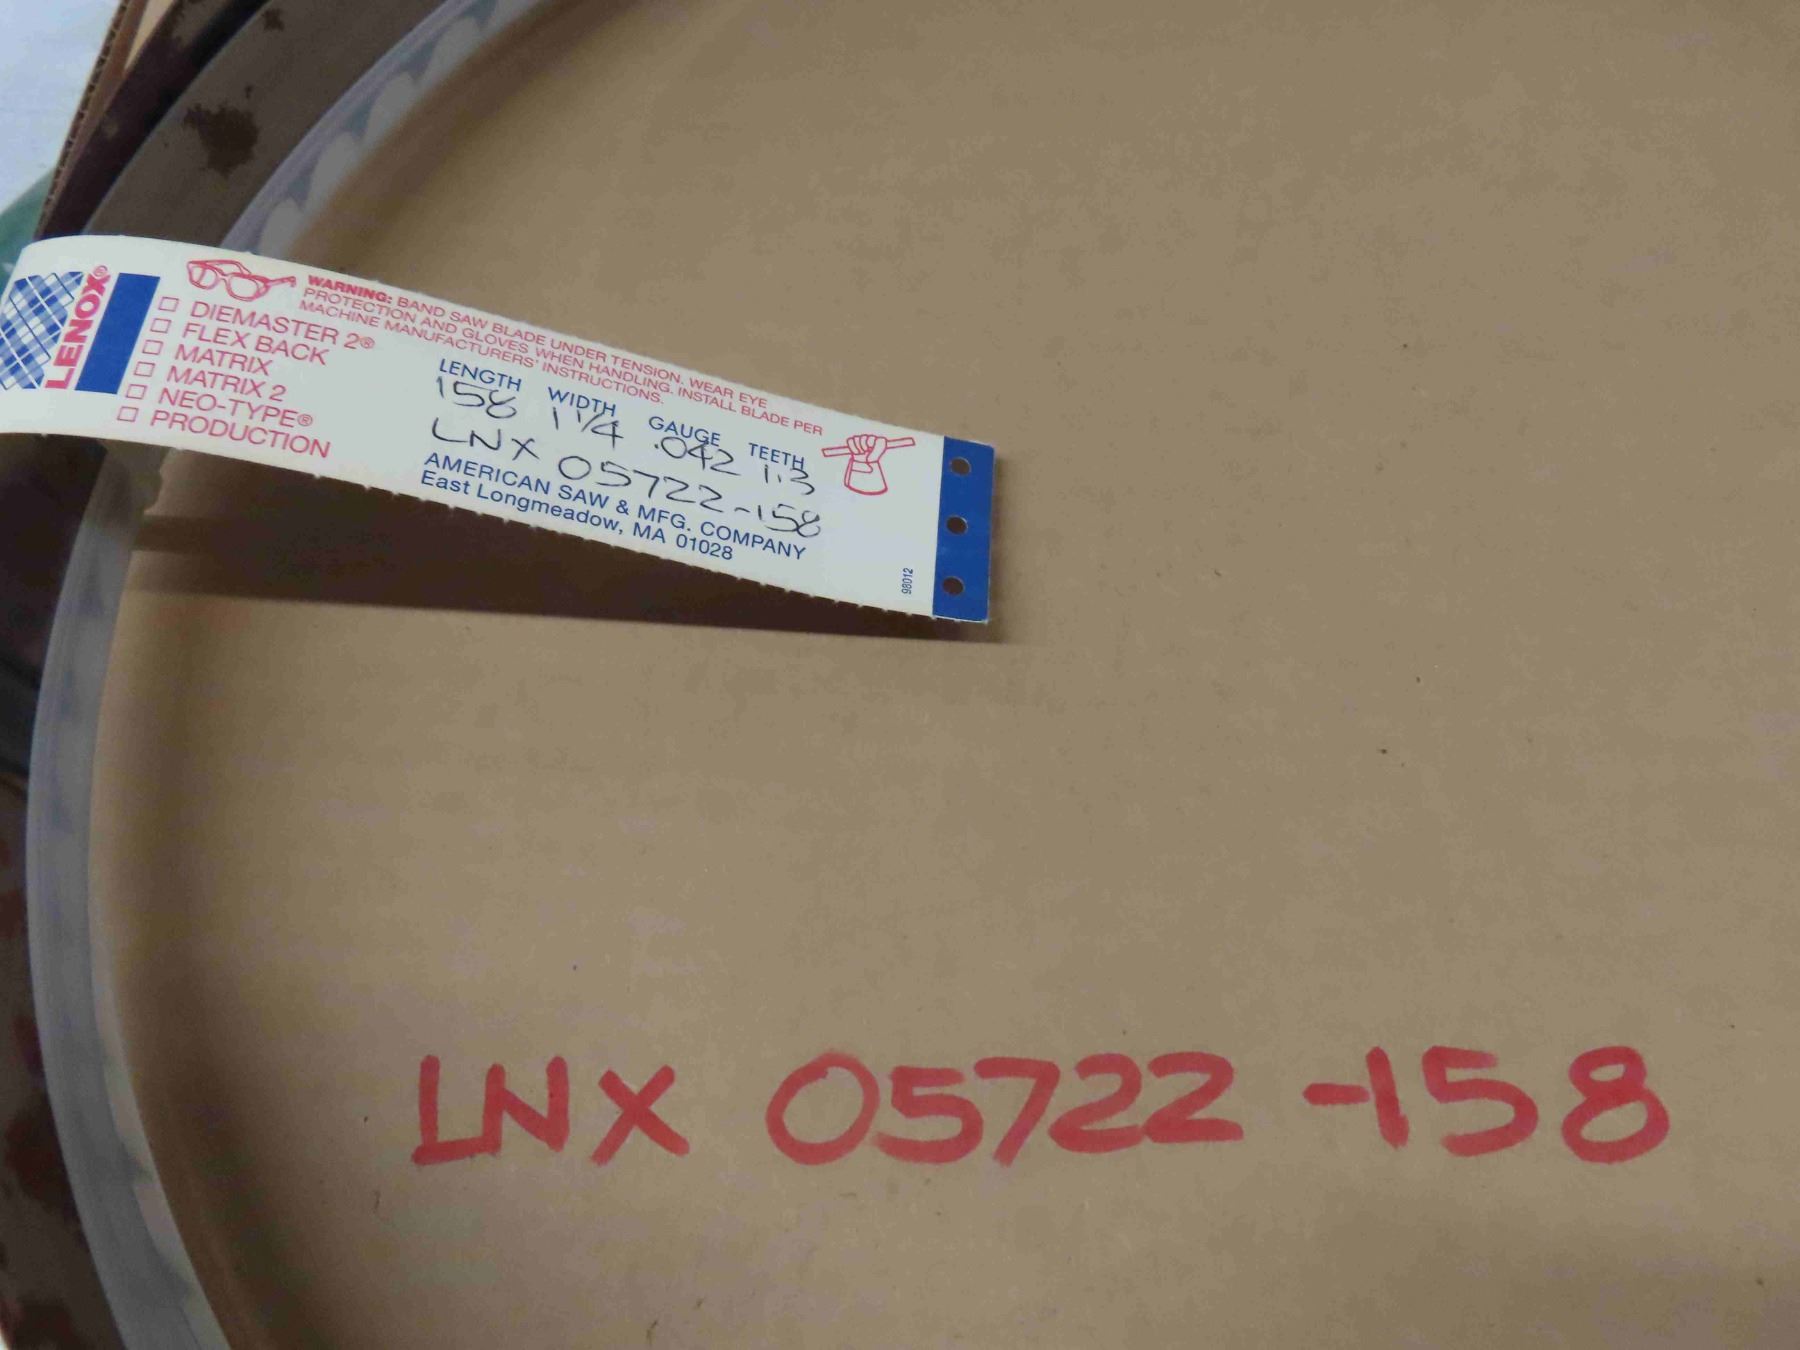 LENOX®
□ DIEMASTER 2®
□ FLEX BACK
□ MATRIX
□ MATRIX 2
□ NEO-TYPE®
□ PRODUCTION
WARNING: BAND SAW BLADE UNDER TENSION. WEAR EYE
PROTECTION AND GLOVES WHEN HANDLING. INSTALL BLADE PER
MACHINE MANUFACTURERS' INSTRUCTIONS.
LENGTH WIDTH GAUGE TEETH
158 1 1/4 .042 1.3
LNX 05722-158
AMERICAN SAW & MFG. COMPANY
East Longmeadow, MA 01028
98012
LNX 05722-158